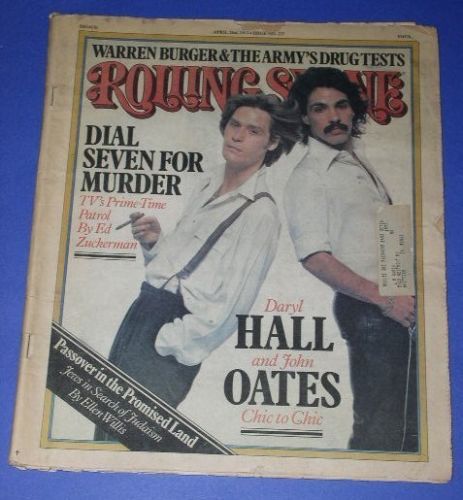 WARREN BURGER & THE ARMY'S DRUG TESTS
ROLLING STONE
DIAL
SEVEN FOR
MURDER
TV's Prime-Time
Patrol
By Ed
Zuckerman
Daryl
HALL
and John
OATES
Chic to Chic
Passover in the Promised Land
Jews in Search of Judaism
By Ellen Willis